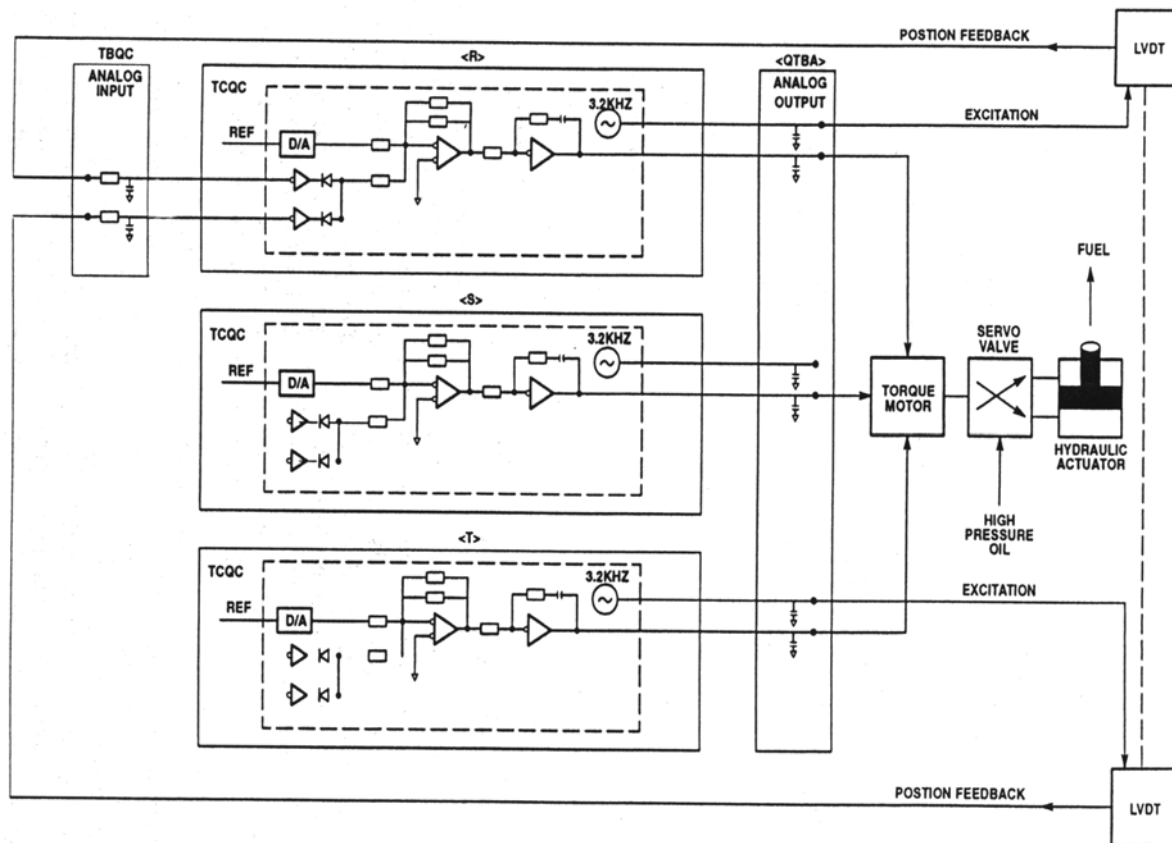 LVDT
POSTION FEEDBACK
TBQC
ANALOG
INPUT
<R>
TCQC
REF
D/A
3.2KHZ
<QTBA>
ANALOG
OUTPUT
EXCITATION
<S>
TCQC
REF
D/A
3.2KHZ
TORQUE
MOTOR
SERVO
VALVE
FUEL
HYDRAULIC
ACTUATOR
HIGH
PRESSURE
OIL
<T>
TCQC
REF
D/A
3.2KHZ
EXCITATION
POSTION FEEDBACK
LVDT